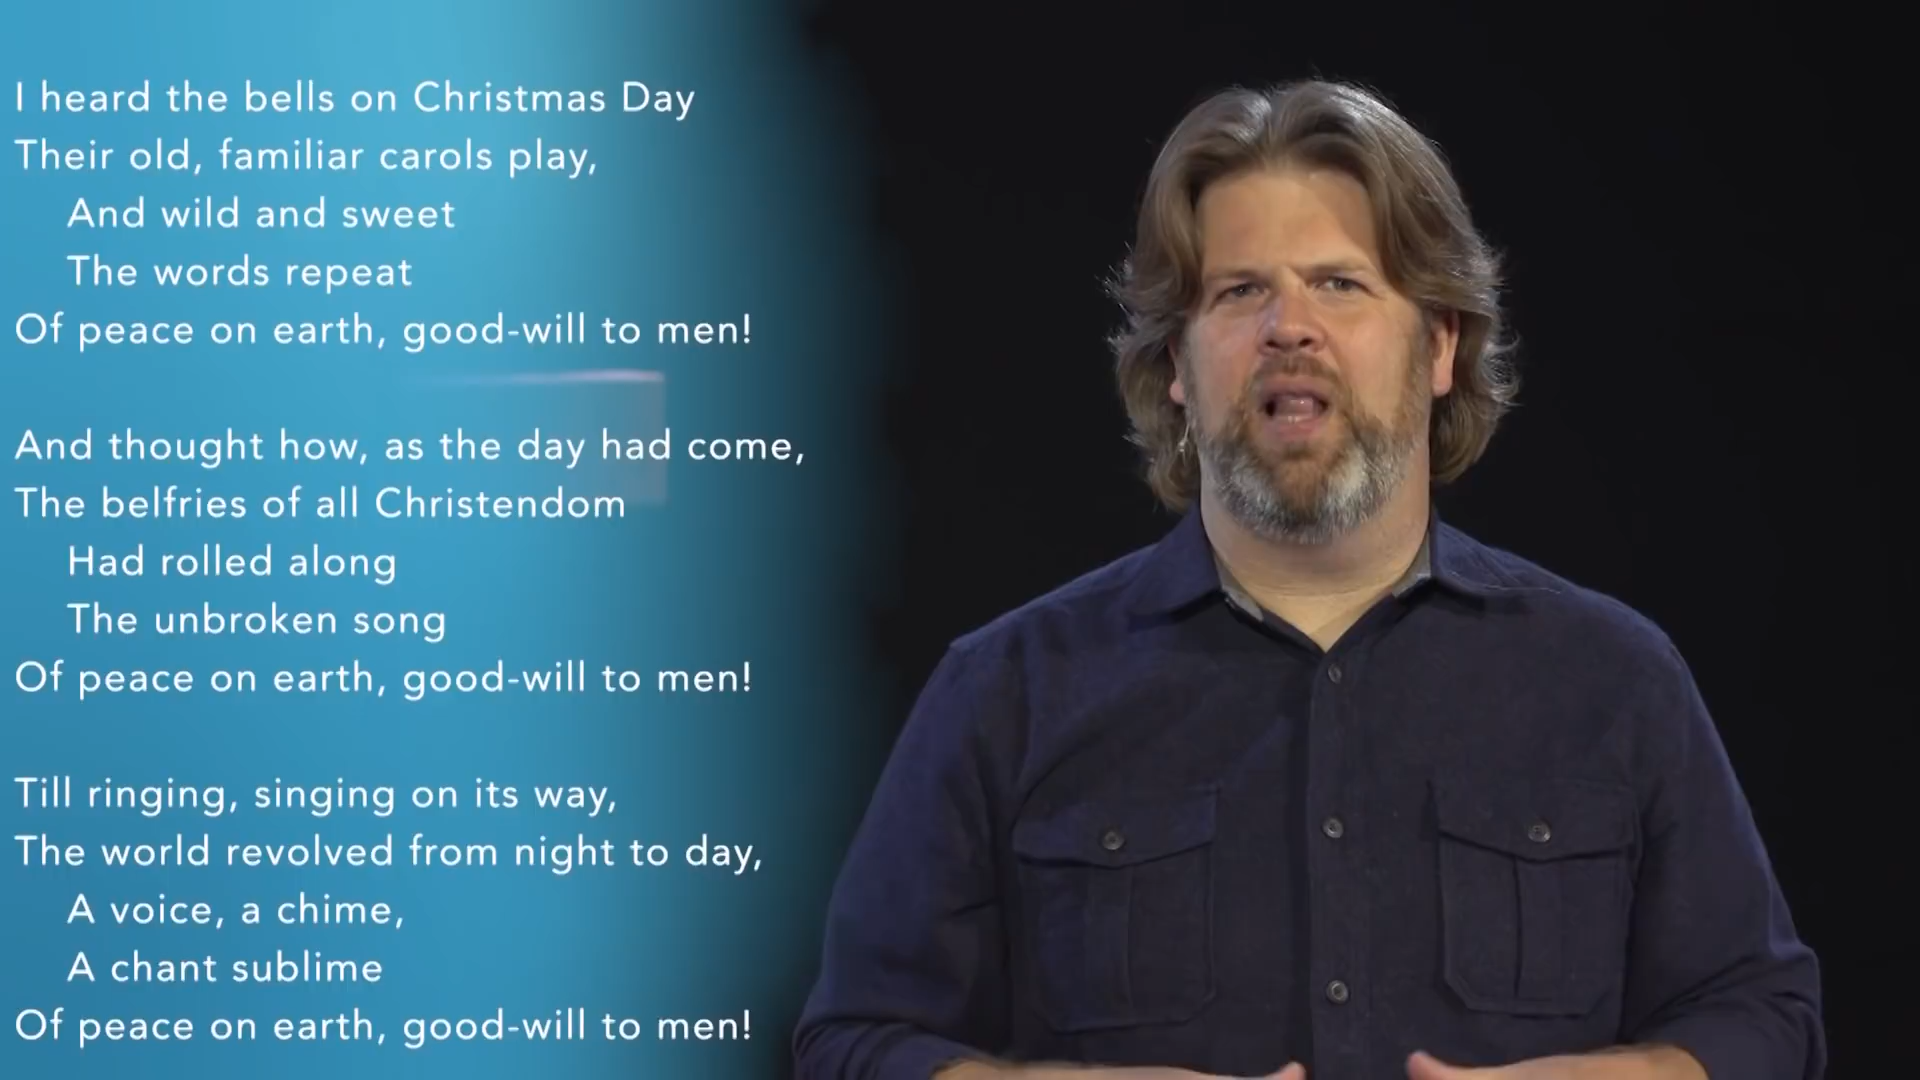 I heard the bells on Christmas Day
Their old, familiar carols play,
And wild and sweet
The words repeat
Of peace on earth, good-will to men!
And thought how, as the day had come,
The belfries of all Christendom
Had rolled along
The unbroken song
Of peace on earth, good-will to men!
Till ringing, singing on its way,
The world revolved from night to day,
A voice, a chime,
A chant sublime
Of peace on earth, good-will to men!